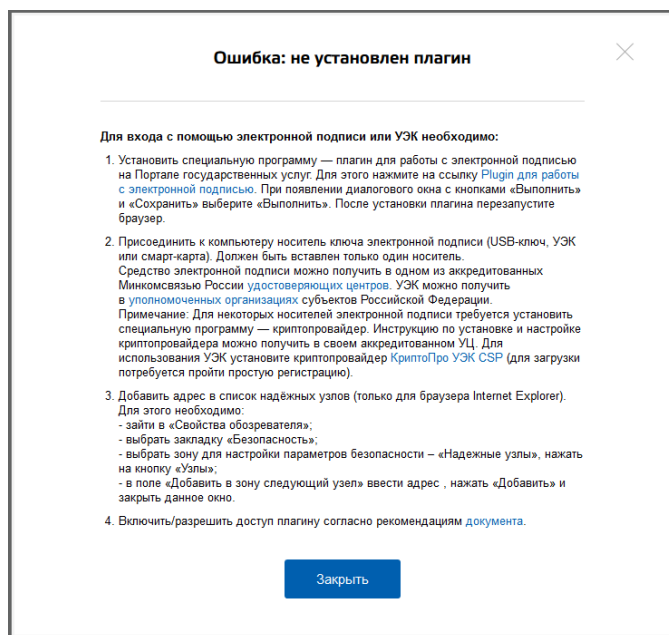 Ошибка: не установлен плагин
Для входа с помощью электронной подписи или УЭК необходимо:
1. Установить специальную программу — плагин для работы с электронной подписью
на Портале государственных услуг. Для этого нажмите на ссылку Plugin для работы
с электронной подписью. При появлении диалогового окна с кнопками «Выполнить»
и «Сохранить» выберите «Выполнить». После установки плагина перезапустите
браузер.
2. Присоединить к компьютеру носитель ключа электронной подписи (USB-ключ, УЭК
или смарт-карта). Должен быть вставлен только один носитель.
Средство электронной подписи можно получить в одном из аккредитованных
Минкомсвязью России удостоверяющих центров. УЭК можно получить
в уполномоченных организациях субъектов Российской Федерации.
Примечание: Для некоторых носителей электронной подписи требуется установить
специальную программу — криптопровайдер. Инструкцию по установке и настройке
криптопровайдера можно получить в своем аккредитованном УЦ. Для
использования УЭК установите криптопровайдер КриптоПро УЭК CSP (для загрузки
потребуется пройти простую регистрацию).
3. Добавить адрес в список надёжных узлов (только для браузера Internet Explorer).
Для этого необходимо:
- зайти в «Свойства обозревателя»;
- выбрать закладку «Безопасность»;
- выбрать зону для настройки параметров безопасности – «Надежные узлы», нажать
на кнопку «Узлы»;
- в поле «Добавить в зону следующий узел» ввести адрес , нажать «Добавить» и
закрыть данное окно.
4. Включить/разрешить доступ плагину согласно рекомендациям документа.
Закрыть